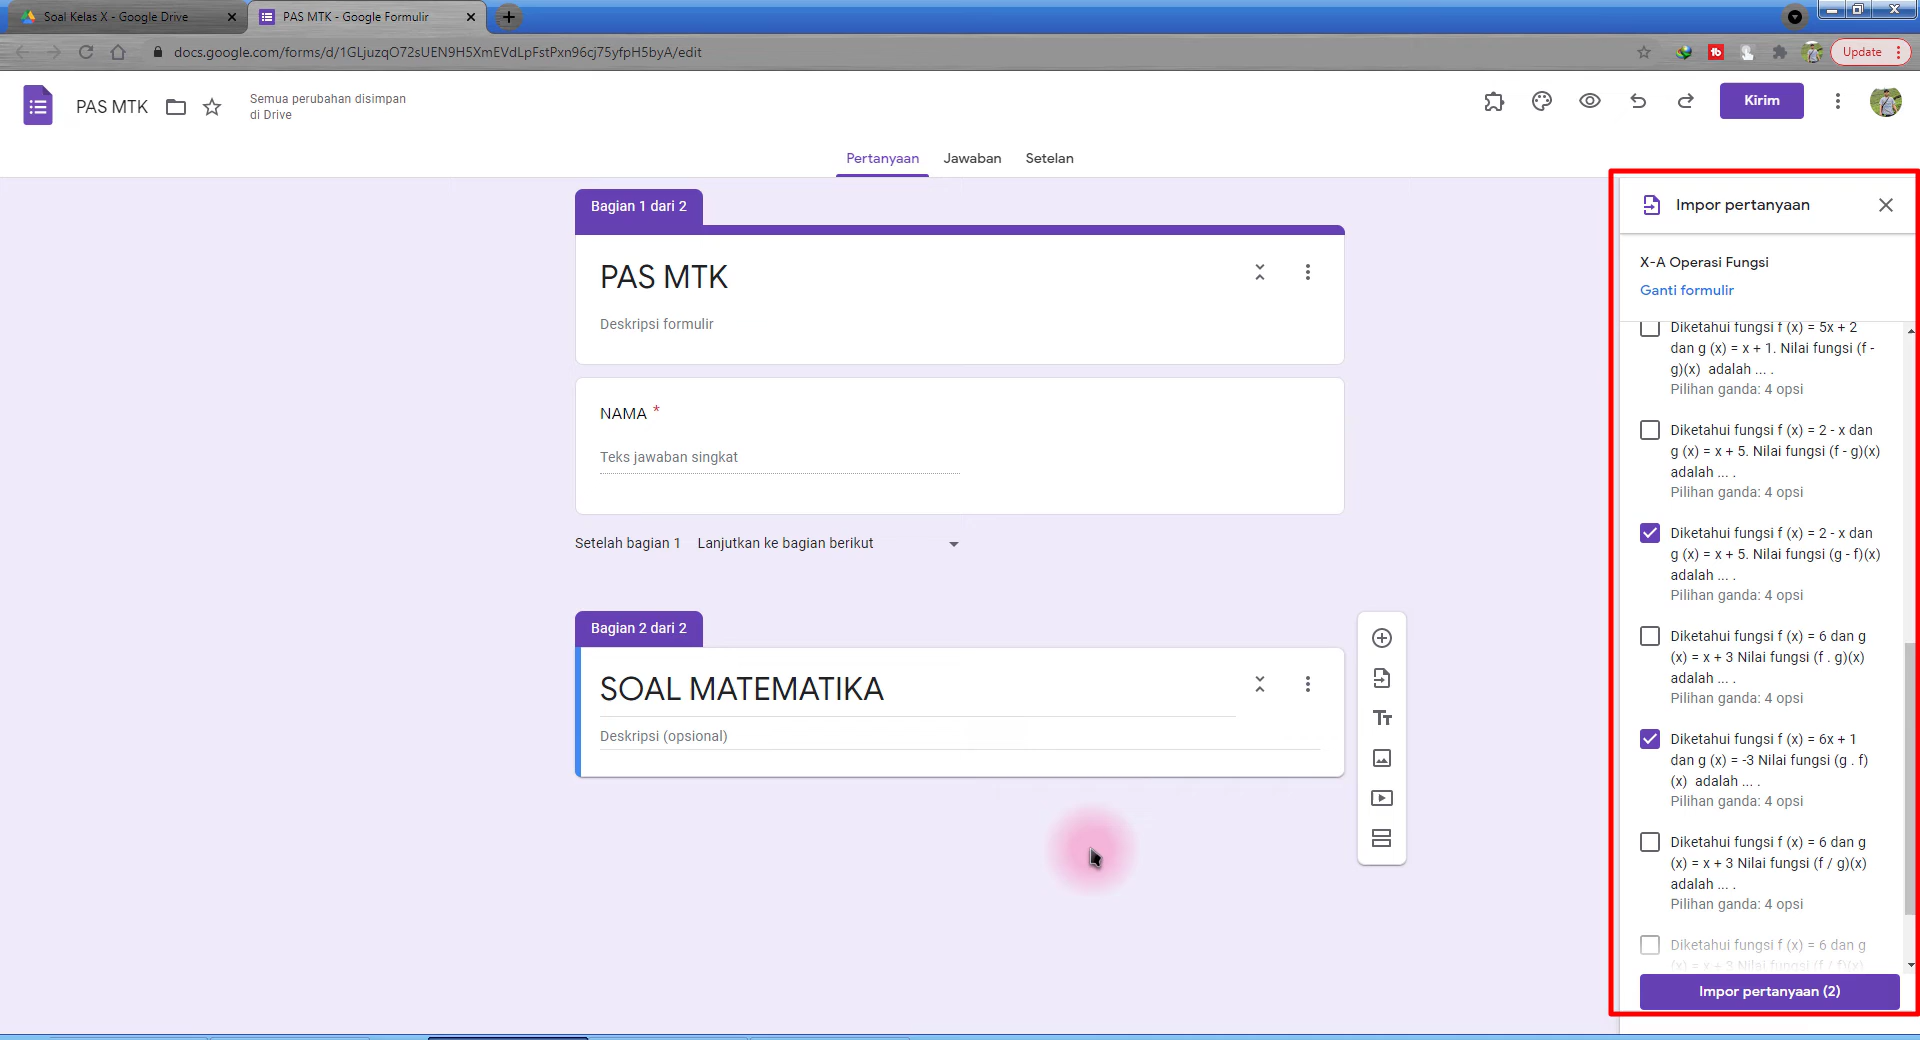 Soal Kelas X - Google Drive
PAS MTK - Google Formulir
docs.google.com/forms/d/1GLjuzqO72sUEN9H5XmEVdLpFstPxn96cj75yfpH5byA/edit
Update
PAS MTK
Semua perubahan disimpan
di Drive
Kirim
Pertanyaan
Jawaban
Setelan
Bagian 1 dari 2
PAS MTK
Deskripsi formulir
NAMA *
Teks jawaban singkat
Setelah bagian 1 Lanjutkan ke bagian berikut
Bagian 2 dari 2
SOAL MATEMATIKA
Deskripsi (opsional)
Impor pertanyaan
X-A Operasi Fungsi
Ganti formulir
Diketahui fungsi f (x) = 5x + 2
dan g (x) = x + 1. Nilai fungsi (f -
g)(x) adalah ... .
Pilihan ganda: 4 opsi
Diketahui fungsi f (x) = 2 - x dan
g (x) = x + 5. Nilai fungsi (f - g)(x)
adalah ... .
Pilihan ganda: 4 opsi
Diketahui fungsi f (x) = 2 - x dan
g (x) = x + 5. Nilai fungsi (g - f)(x)
adalah ... .
Pilihan ganda: 4 opsi
Diketahui fungsi f (x) = 6 dan g
(x) = x + 3 Nilai fungsi (f . g)(x)
adalah ... .
Pilihan ganda: 4 opsi
Diketahui fungsi f (x) = 6x + 1
dan g (x) = -3 Nilai fungsi (g . f)
(x) adalah ... .
Pilihan ganda: 4 opsi
Diketahui fungsi f (x) = 6 dan g
(x) = x + 3 Nilai fungsi (f / g)(x)
adalah ... .
Pilihan ganda: 4 opsi
Diketahui fungsi f (x) = 6 dan g
(x) = x + 3 Nilai fungsi (f / f)(x)
Impor pertanyaan (2)